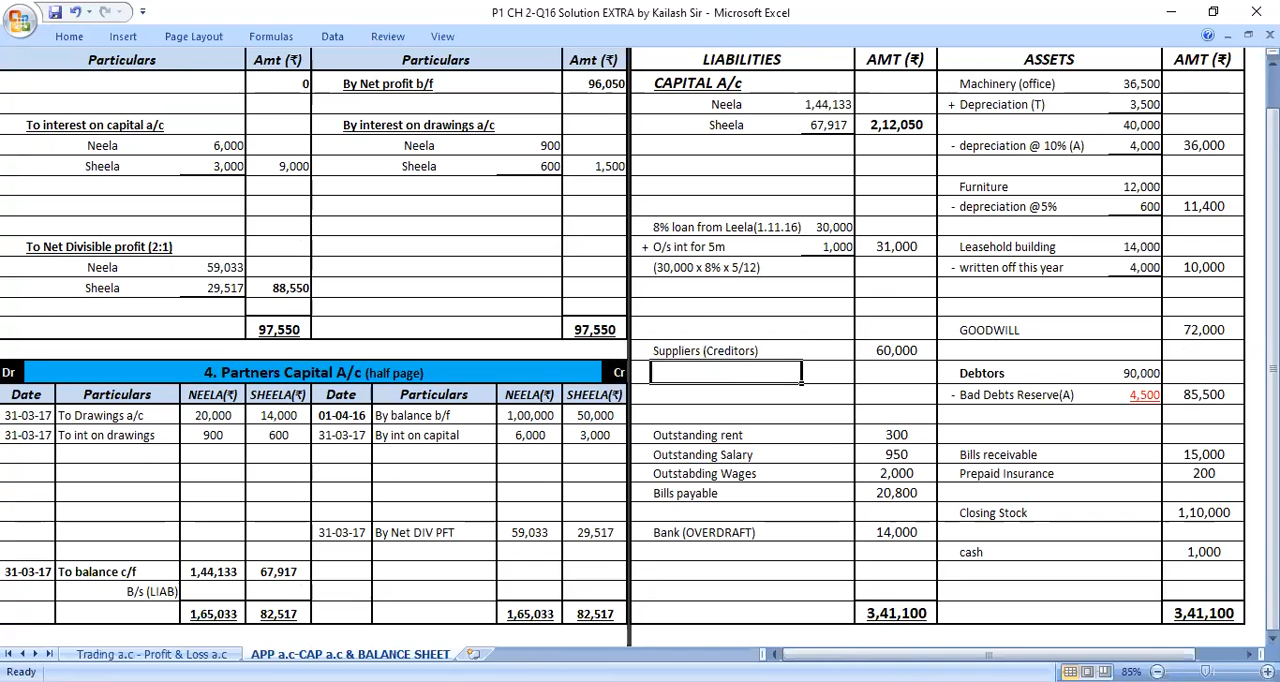 P1 CH 2-Q16 Solution EXTRA by Kailash Sir - Microsoft Excel
Home Insert Page Layout Formulas Data Review View
Particulars Amt (₹) Particulars Amt (₹)
0 By Net profit b/f 96,050
To interest on capital a/c By interest on drawings a/c
Neela 6,000 Neela 900
Sheela 3,000 9,000 Sheela 600 1,500
To Net Divisible profit (2:1)
Neela 59,033
Sheela 29,517 88,550
97,550 97,550
Dr 4. Partners Capital A/c (half page) Cr
Date Particulars NEELA(₹) SHEELA(₹) Date Particulars NEELA(₹) SHEELA(₹)
31-03-17 To Drawings a/c 20,000 14,000 01-04-16 By balance b/f 1,00,000 50,000
31-03-17 To int on drawings 900 600 31-03-17 By int on capital 6,000 3,000
31-03-17 By Net DIV PFT 59,033 29,517
31-03-17 To balance c/f 1,44,133 67,917
B/s (LIAB)
1,65,033 82,517 1,65,033 82,517
LIABILITIES AMT (₹) ASSETS AMT (₹)
CAPITAL A/c Machinery (office) 36,500
Neela 1,44,133 + Depreciation (T) 3,500
Sheela 67,917 2,12,050 40,000
- depreciation @ 10% (A) 4,000 36,000
Furniture 12,000
- depreciation @5% 600 11,400
8% loan from Leela(1.11.16) 30,000
+ O/s int for 5m 1,000 31,000 Leasehold building 14,000
(30,000 x 8% x 5/12) - written off this year 4,000 10,000
GOODWILL 72,000
Suppliers (Creditors) 60,000
Debtors 90,000
- Bad Debts Reserve(A) 4,500 85,500
Outstanding rent 300
Outstanding Salary 950 Bills receivable 15,000
Outstabding Wages 2,000 Prepaid Insurance 200
Bills payable 20,800
Closing Stock 1,10,000
Bank (OVERDRAFT) 14,000
cash 1,000
3,41,100 3,41,100
Trading a.c - Profit & Loss a.c APP a.c-CAP a.c & BALANCE SHEET
Ready 85%